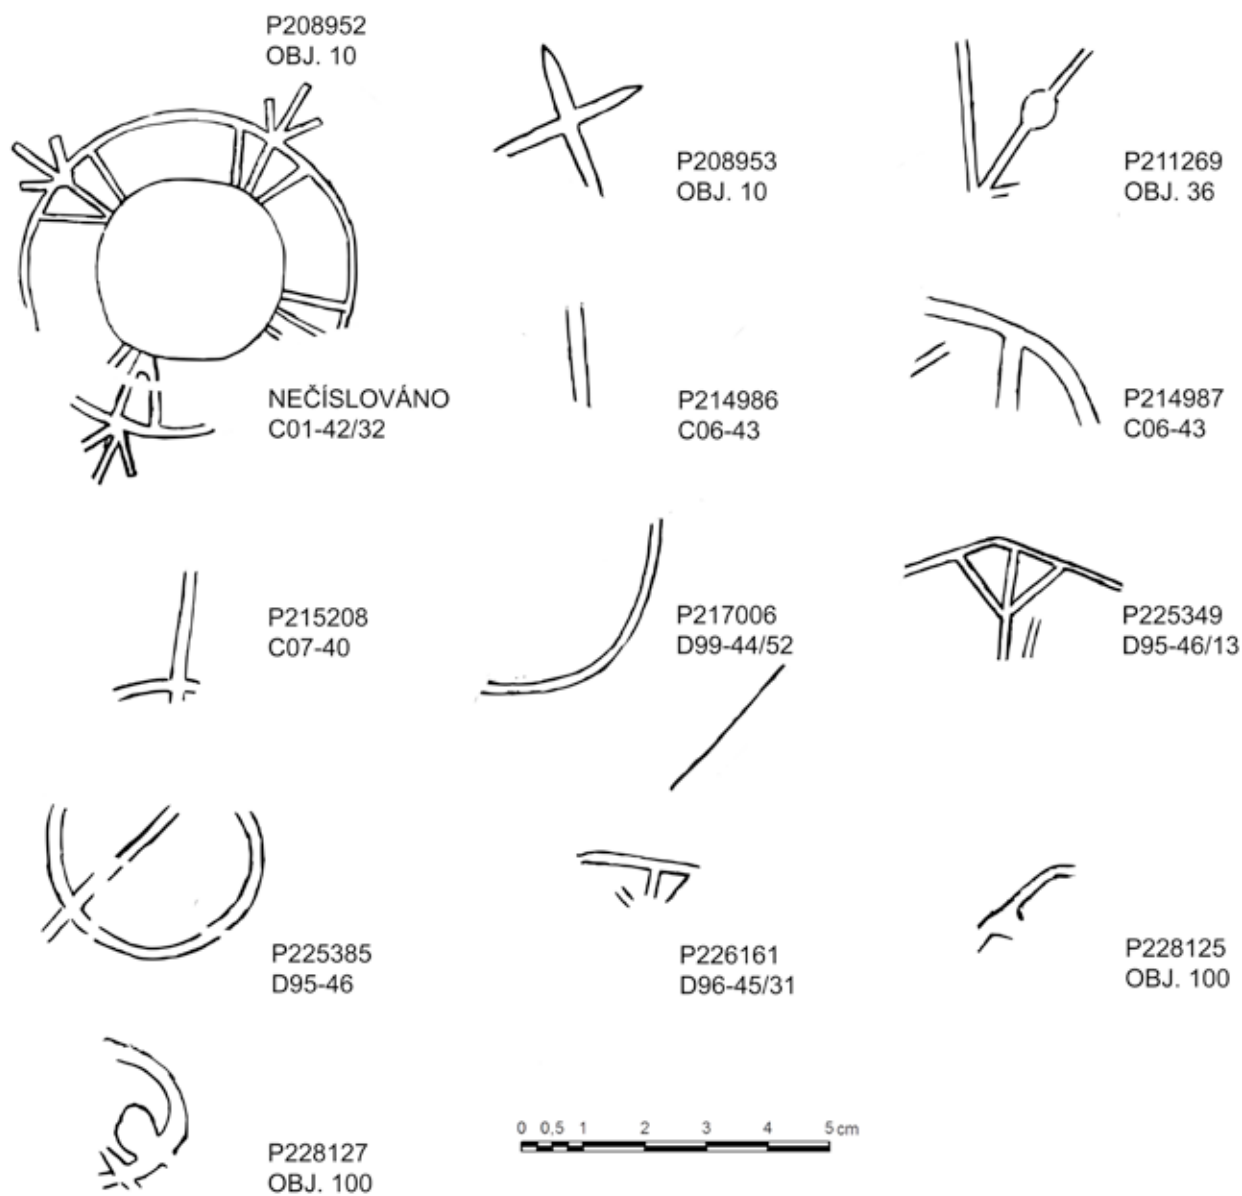 P208952
OBJ. 10
P208953
OBJ. 10
P211269
OBJ. 36
NEČÍSLOVÁNO
C01-42/32
P214986
C06-43
P214987
C06-43
P215208
C07-40
P217006
D99-44/52
P225349
D95-46/13
P225385
D95-46
P226161
D96-45/31
P228125
OBJ. 100
P228127
OBJ. 100
0 0,5 1 2 3 4 5 cm